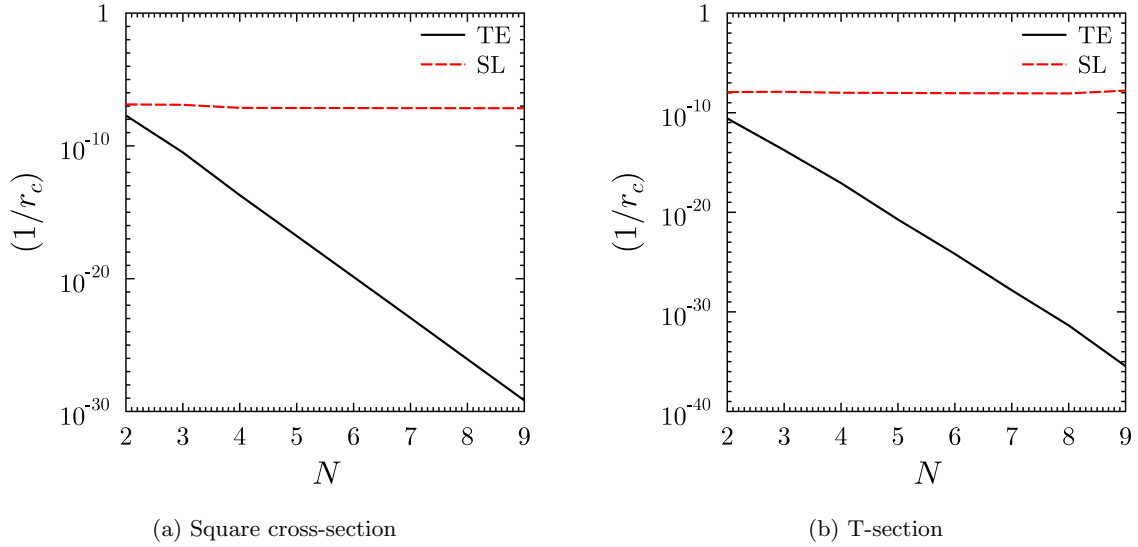 1
10^-10
10^-20
10^-30
(1/r_c)
TE
SL
2 3 4 5 6 7 8 9
N
(a) Square cross-section
1
10^-10
10^-20
10^-30
10^-40
(1/r_c)
TE
SL
2 3 4 5 6 7 8 9
N
(b) T-section